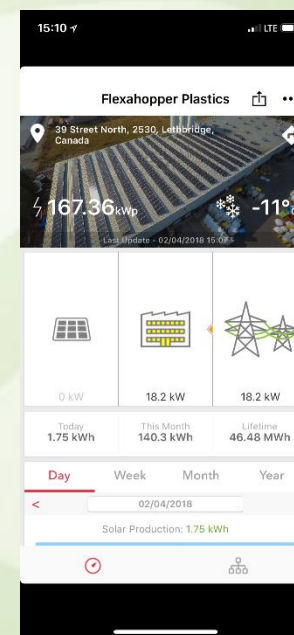 15:10
LTE
Flexahopper Plastics
39 Street North, 2530, Lethbridge,
Canada
167.36kWp
-11°
Last Update - 02/04/2018 15:07
0 kW
18.2 kW
18.2 kW
Today
This Month
Lifetime
1.75 kWh
140.3 kWh
46.48 MWh
Day
Week
Month
Year
<
02/04/2018
Solar Production: 1.75 kWh